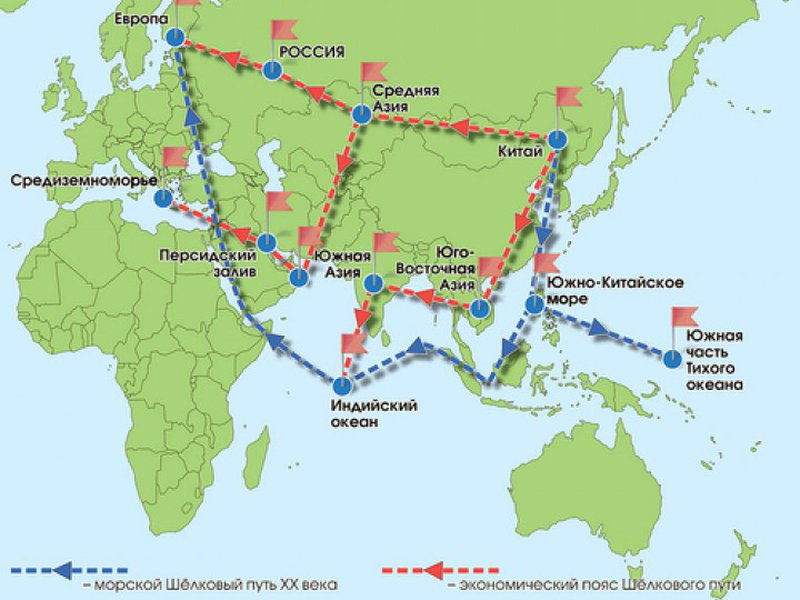 Европа
РОССИЯ
Средняя
Азия
Китай
Средиземноморье
Персидский
залив
Южная
Азия
Юго-
Восточная
Азия
Южно-Китайское
море
Южная
часть
Тихого
океана
Индийский
океан
– морской Шёлковый путь XX века
– экономический пояс Шёлкового пути